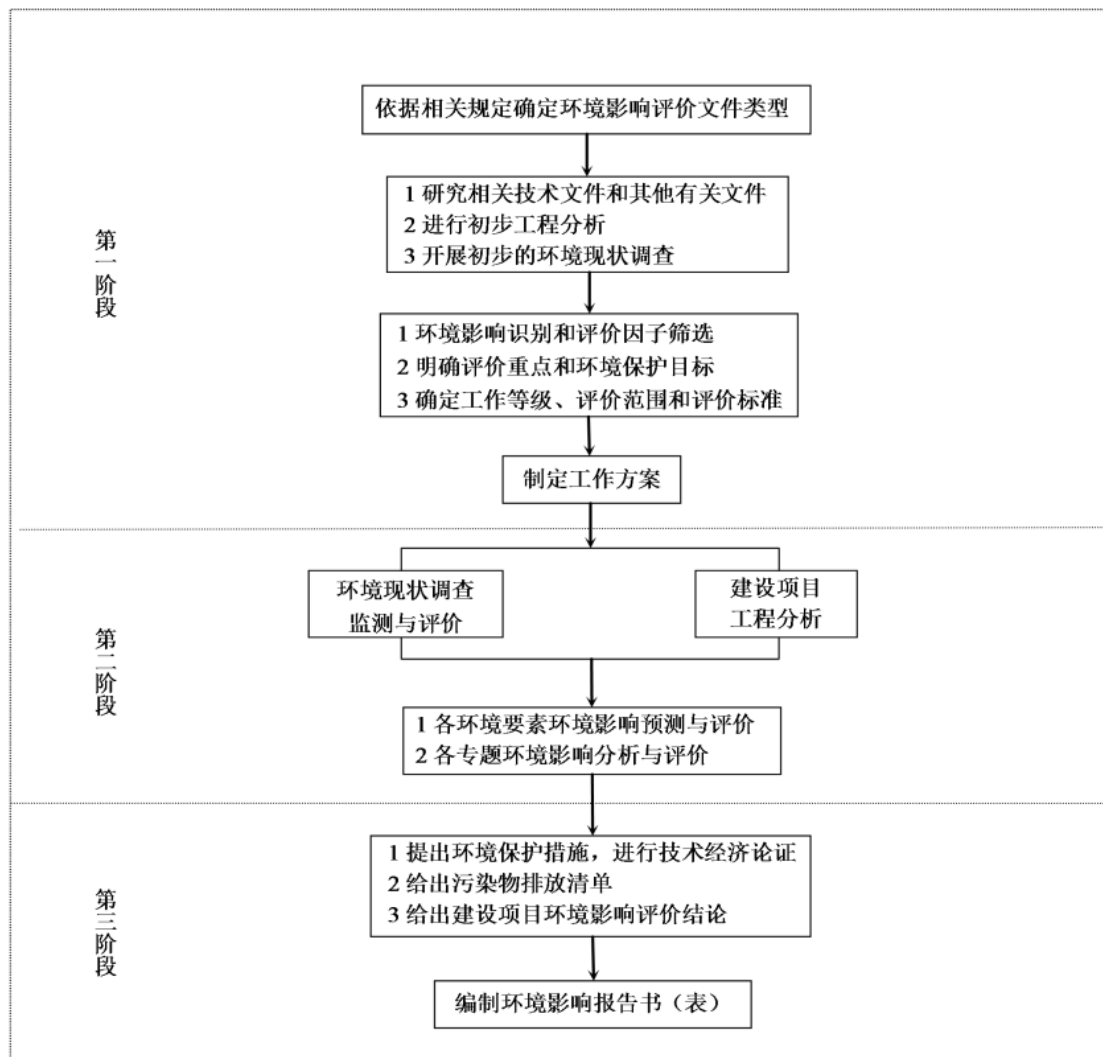 依据相关规定确定环境影响评价文件类型
1 研究相关技术文件和其他有关文件
2 进行初步工程分析
3 开展初步的环境现状调查
第一阶段
1 环境影响识别和评价因子筛选
2 明确评价重点和环境保护目标
3 确定工作等级、评价范围和评价标准
制定工作方案
环境现状调查
监测与评价
建设项目
工程分析
第二阶段
1 各环境要素环境影响预测与评价
2 各专题环境影响分析与评价
1 提出环境保护措施，进行技术经济论证
2 给出污染物排放清单
3 给出建设项目环境影响评价结论
第三阶段
编制环境影响报告书（表）